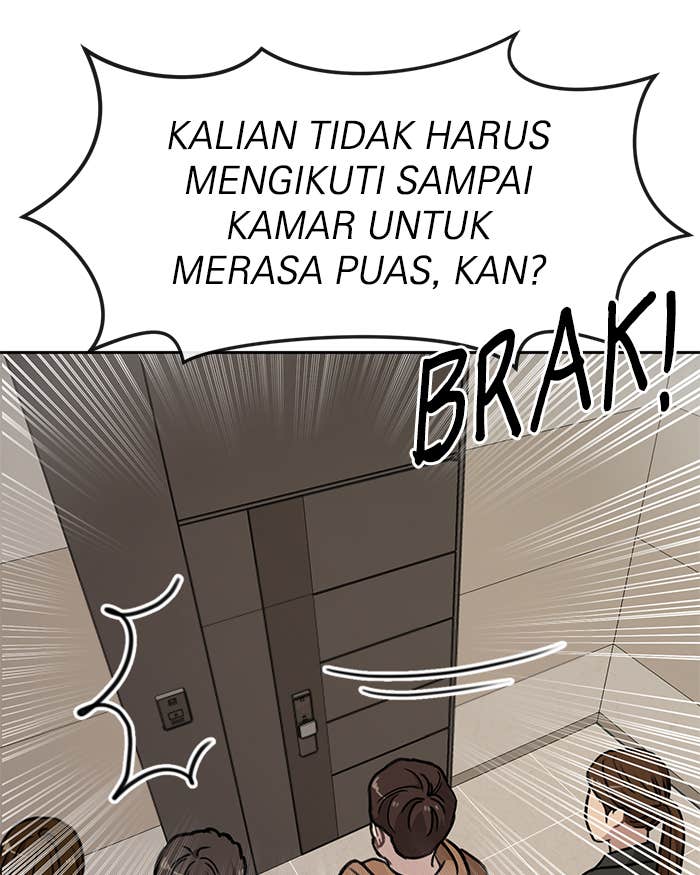 KALIAN TIDAK HARUS
MENGIKUTI SAMPAI
KAMAR UNTUK
MERASA PUAS, KAN?
BRAK!